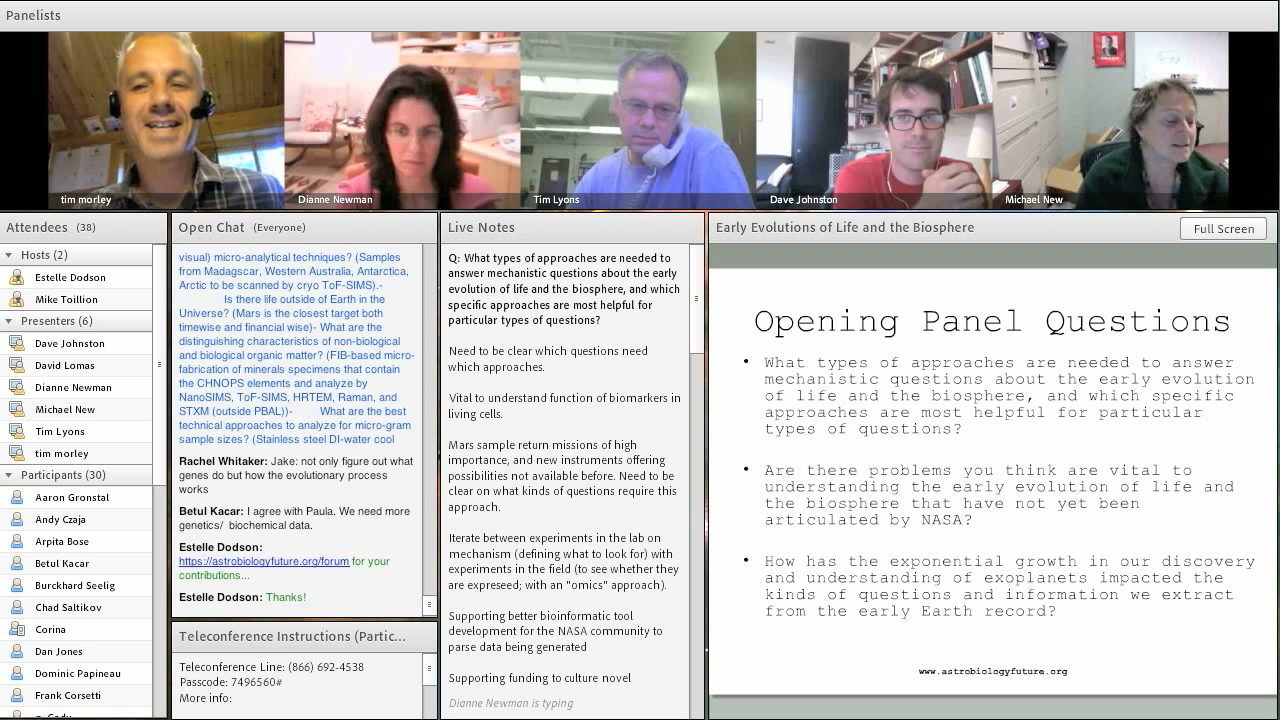 Panelists
tim morley
Dianne Newman
Tim Lyons
Dave Johnston
Michael New
Attendees (38)
Hosts (2)
Estelle Dodson
Mike Toillion
Presenters (6)
Dave Johnston
David Lomas
Dianne Newman
Michael New
Tim Lyons
tim morley
Participants (30)
Aaron Gronstal
Andy Czaja
Arpita Bose
Betul Kacar
Burckhard Seelig
Chad Saltikov
Corina
Dan Jones
Dominic Papineau
Frank Corsetti
Open Chat (Everyone)
visual) micro-analytical techniques? (Samples
from Madagscar, Western Australia, Antarctica,
Arctic to be scanned by cryo ToF-SIMS).-
Is there life outside of Earth in the
Universe? (Mars is the closest target both
timewise and financial wise)- What are the
distinguishing characteristics of non-biological
and biological organic matter? (FIB-based micro-
fabrication of minerals specimens that contain
the CHNOPS elements and analyze by
NanoSIMS, ToF-SIMS, HRTEM, Raman, and
STXM (outside PBAL))- What are the best
technical approaches to analyze for micro-gram
sample sizes? (Stainless steel DI-water cool
Rachel Whitaker: Jake: not only figure out what
genes do but how the evolutionary process
works
Betul Kacar: I agree with Paula. We need more
genetics/ biochemical data.
Estelle Dodson:
https://astrobiologyfuture.org/forum for your
contributions...
Estelle Dodson: Thanks!
Teleconference Instructions (Partic...
Teleconference Line: (866) 692-4538
Passcode: 7496560#
More info:
Live Notes
Q: What types of approaches are needed to
answer mechanistic questions about the early
evolution of life and the biosphere, and which
specific approaches are most helpful for
particular types of questions?
Need to be clear which questions need
which approaches.
Vital to understand function of biomarkers in
living cells.
Mars sample return missions of high
importance, and new instruments offering
possibilities not available before. Need to be
clear on what kinds of questions require this
approach.
Iterate between experiments in the lab on
mechanism (defining what to look for) with
experiments in the field (to see whether they
are expreseed; with an "omics" approach).
Supporting better bioinformatic tool
development for the NASA community to
parse data being generated
Supporting funding to culture novel
Dianne Newman is typing
Early Evolutions of Life and the Biosphere
Full Screen
Opening Panel Questions
• What types of approaches are needed to answer
mechanistic questions about the early evolution
of life and the biosphere, and which specific
approaches are most helpful for particular
types of questions?
• Are there problems you think are vital to
understanding the early evolution of life and
the biosphere that have not yet been
articulated by NASA?
• How has the exponential growth in our discovery
and understanding of exoplanets impacted the
kinds of questions and information we extract
from the early Earth record?
www.astrobiologyfuture.org